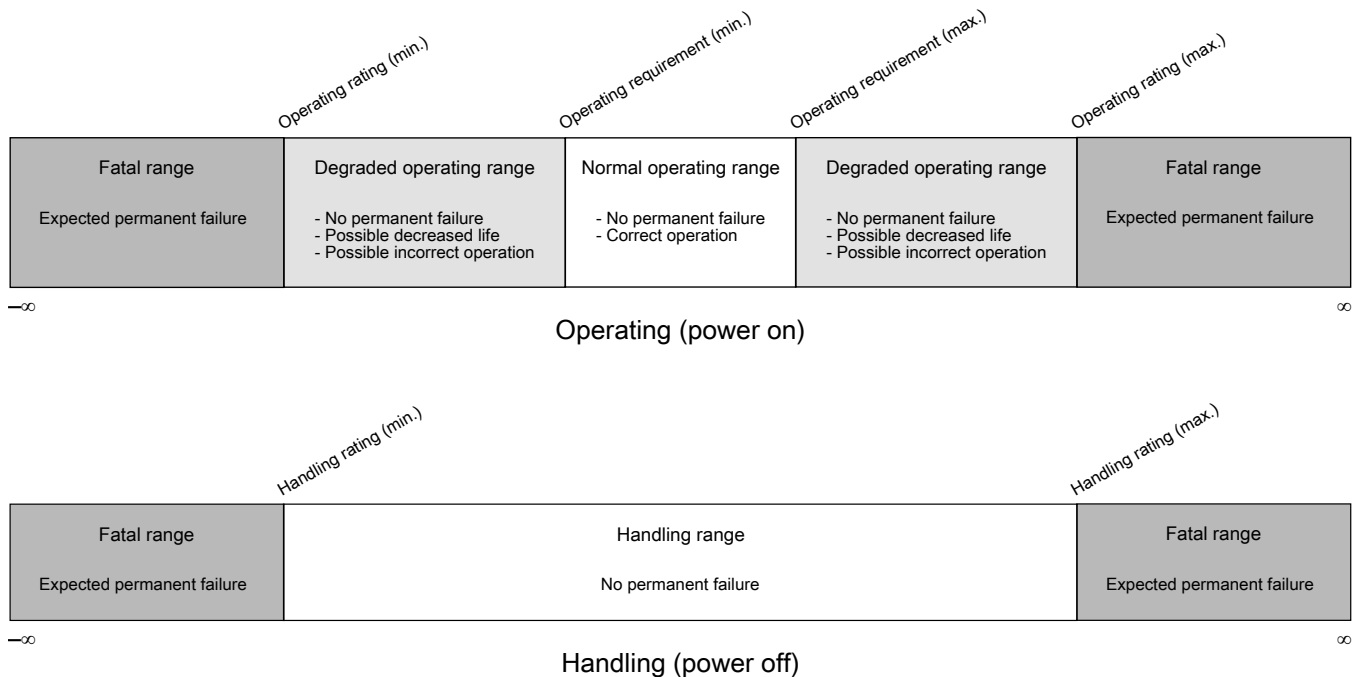 Operating rating (min.)
Operating requirement (min.)
Operating requirement (max.)
Operating rating (max.)
Fatal range
Expected permanent failure
Degraded operating range
- No permanent failure
- Possible decreased life
- Possible incorrect operation
Normal operating range
- No permanent failure
- Correct operation
Degraded operating range
- No permanent failure
- Possible decreased life
- Possible incorrect operation
Fatal range
Expected permanent failure
–∞
∞
Operating (power on)
Handling rating (min.)
Handling rating (max.)
Fatal range
Expected permanent failure
Handling range
No permanent failure
Fatal range
Expected permanent failure
–∞
∞
Handling (power off)